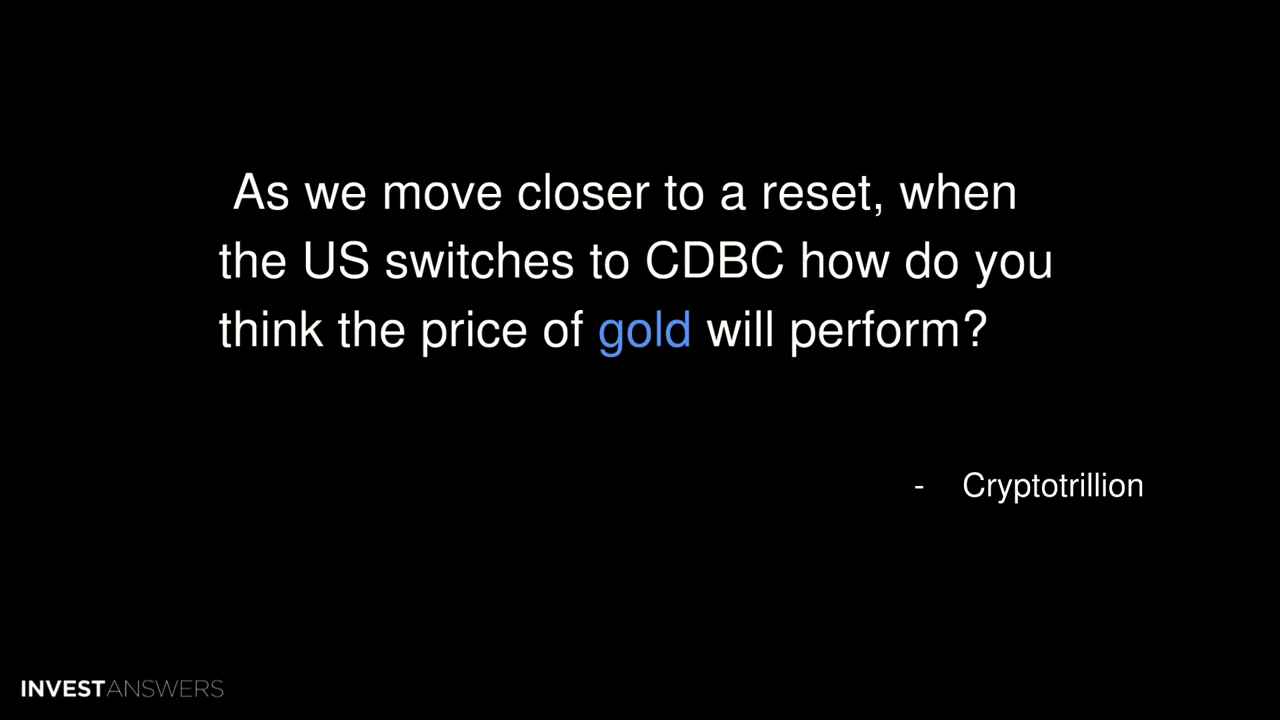 As we move closer to a reset, when
the US switches to CDBC how do you
think the price of gold will perform?
- Cryptotrillion
INVESTANSWERS